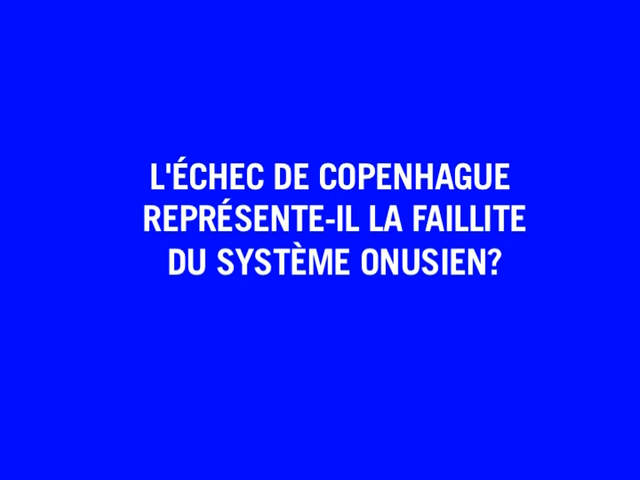 L'ÉCHEC DE COPENHAGUE
REPRÉSENTE-IL LA FAILLITE
DU SYSTÈME ONUSIEN?